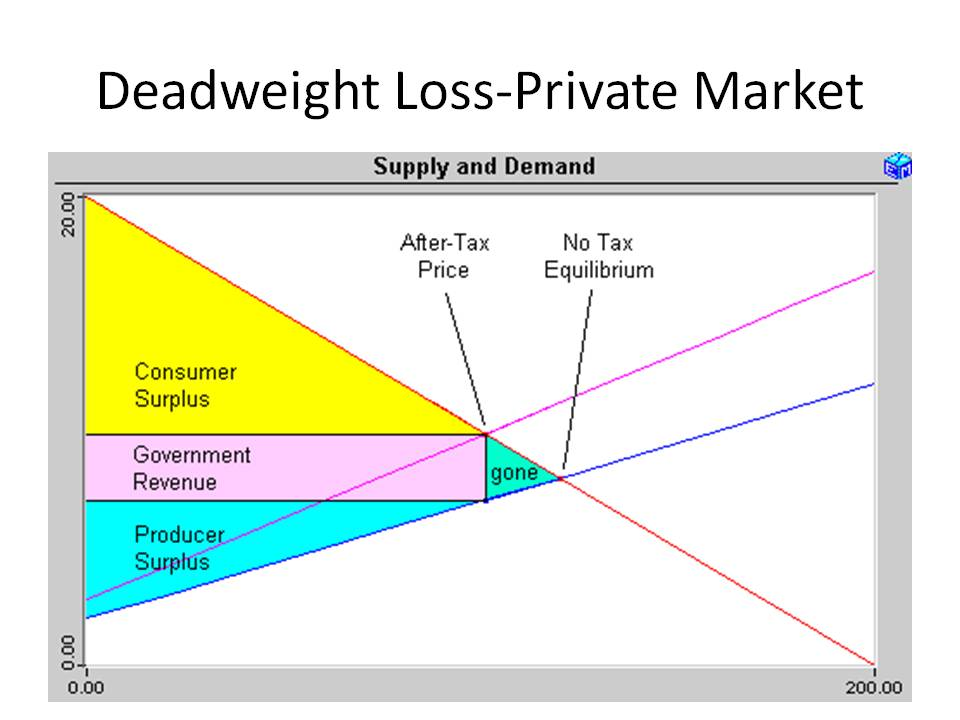 Deadweight Loss-Private Market
Supply and Demand
EM
20.00
After-Tax
Price
No Tax
Equilibrium
Consumer
Surplus
Government
Revenue
gone
Producer
Surplus
0.00
0.00
200.00